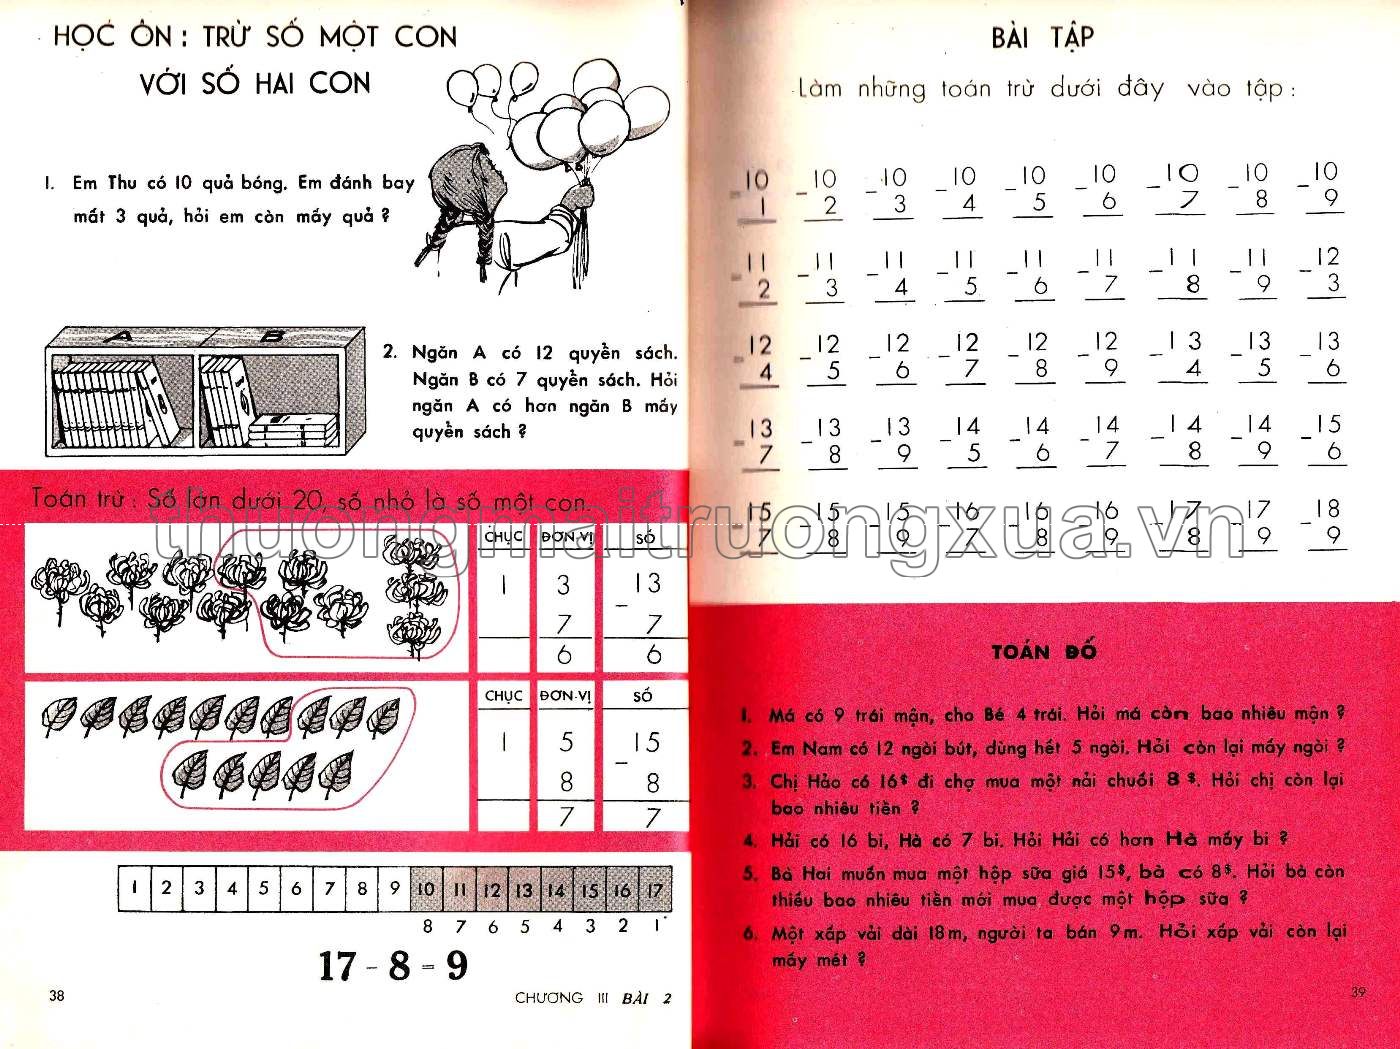 HỌC ÔN : TRỪ SỐ MỘT CON
VỚI SỐ HAI CON
1. Em Thu có 10 quả bóng. Em đánh bay
mất 3 quả, hỏi em còn mấy quả ?
A B
2. Ngăn A có 12 quyển sách.
Ngăn B có 7 quyển sách. Hỏi
ngăn A có hơn ngăn B mấy
quyển sách ?
Toán trừ : Số lớn dưới 20, số nhỏ là số một con.
CHỤC ĐƠN-VỊ SỐ
1 3 13
7 - 7
6 6
CHỤC ĐƠN-VỊ SỐ
1 5 15
8 - 8
7 7
1 2 3 4 5 6 7 8 9 10 11 12 13 14 15 16 17
8 7 6 5 4 3 2 1
17 - 8 = 9
38
CHƯƠNG III BÀI 2
BÀI TẬP
Làm những toán trừ dưới đây vào tập :
10 10 10 10 10 10 10 10 10
- 1 - 2 - 3 - 4 - 5 - 6 - 7 - 8 - 9
11 11 11 11 11 11 11 11 12
- 2 - 3 - 4 - 5 - 6 - 7 - 8 - 9 - 3
12 12 12 12 12 12 13 13 13
- 4 - 5 - 6 - 7 - 8 - 9 - 4 - 5 - 6
13 13 13 14 14 14 14 14 15
- 7 - 8 - 9 - 5 - 6 - 7 - 8 - 9 - 6
15 15 15 16 16 16 17 17 18
- 7 - 8 - 9 - 7 - 8 - 9 - 8 - 9 - 9
thuongmaitruongxua.vn
TOÁN ĐỐ
1. Má có 9 trái mận, cho Bé 4 trái. Hỏi má còn bao nhiêu mận ?
2. Em Nam có 12 ngòi bút, dùng hết 5 ngòi. Hỏi còn lại mấy ngòi ?
3. Chị Hảo có 16$ đi chợ mua một nải chuối 8$. Hỏi chị còn lại
bao nhiêu tiền ?
4. Hải có 16 bi, Hà có 7 bi. Hỏi Hải có hơn Hà mấy bi ?
5. Bà Hai muốn mua một hộp sữa giá 15$, bà có 8$. Hỏi bà còn
thiếu bao nhiêu tiền mới mua được một hộp sữa ?
6. Một xấp vải dài 18m, người ta bán 9m. Hỏi xấp vải còn lại
mấy mét ?
39